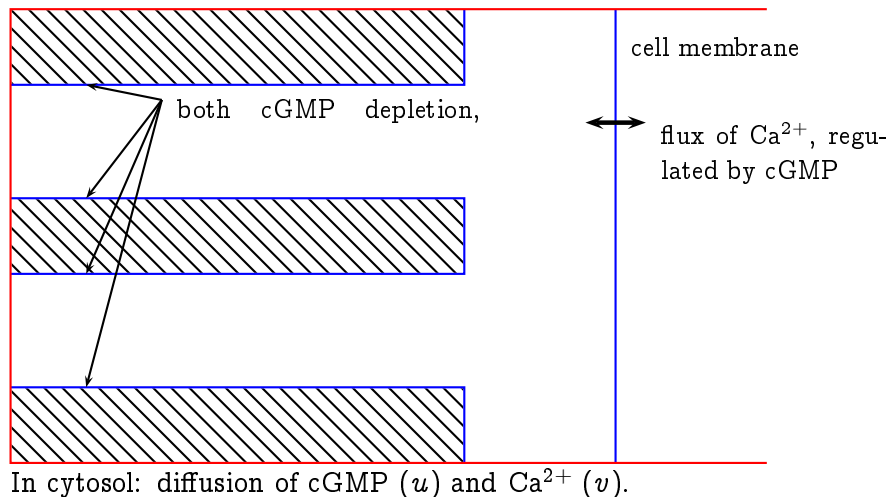 cell membrane
both cGMP depletion,
flux of Ca²⁺, regu-
lated by cGMP
In cytosol: diffusion of cGMP (u) and Ca²⁺ (v).